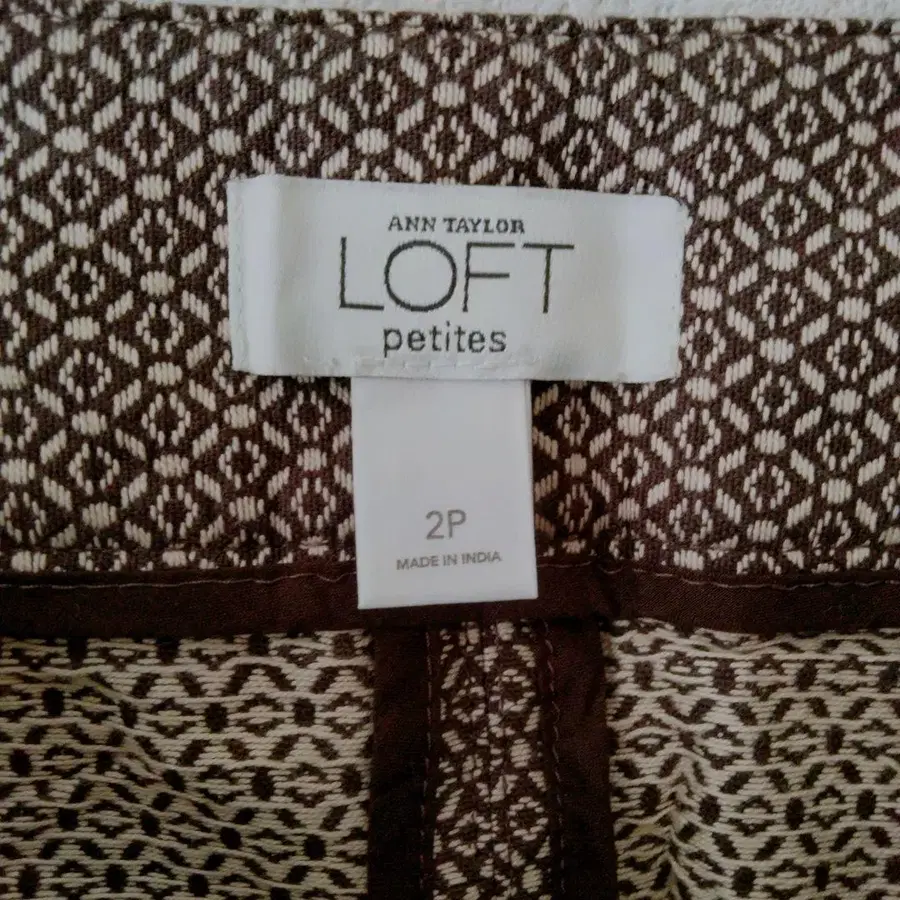 ANN TAYLOR
LOFT
petites
2P
MADE IN INDIA